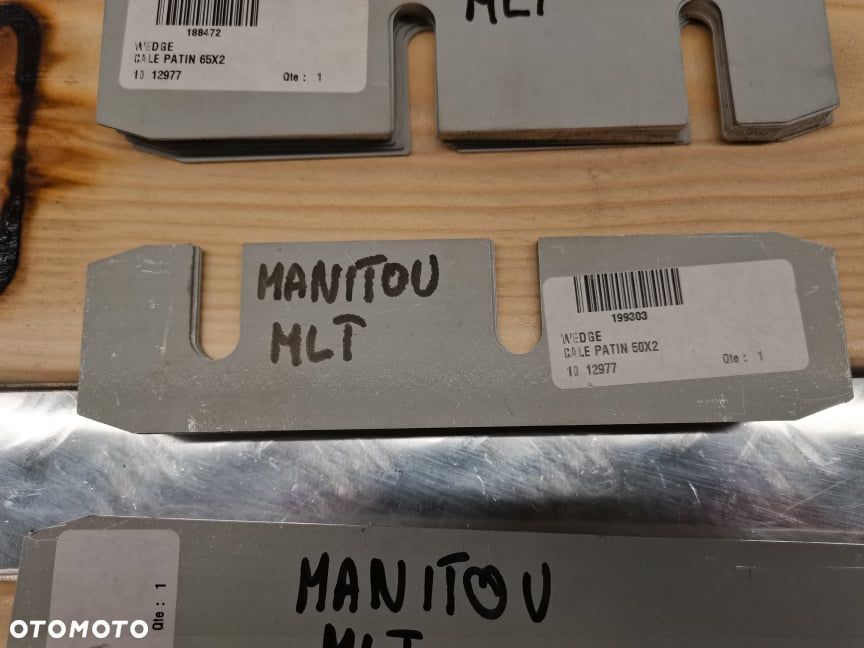 188472
MLT
WEDGE
CALE PATIN 65X2
10 12977 Qte : 1
MANITOU
MLT
199303
WEDGE
CALE PATIN 50X2
10 12977 Qte : 1
Qte : 1
MANITOU
MLT
OTOMOTO